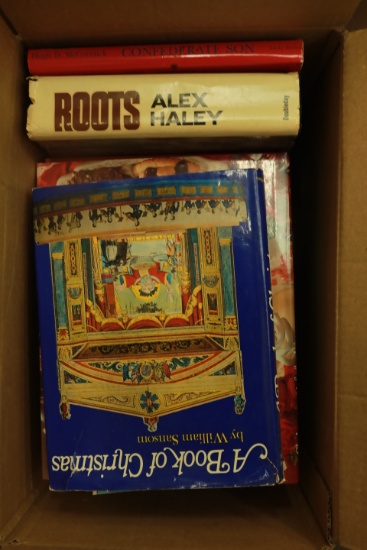 CONFEDERATE SON
ROOTS ALEX HALEY
Doubleday
A Book of Christmas
by William Sansom